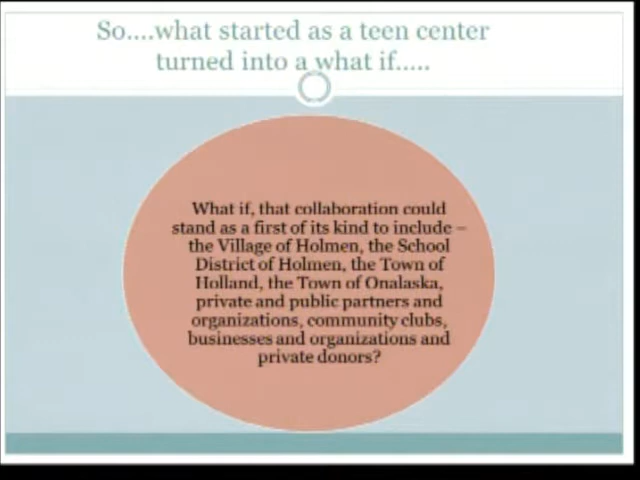 So....what started as a teen center
turned into a what if.....
What if, that collaboration could
stand as a first of its kind to include –
the Village of Holmen, the School
District of Holmen, the Town of
Holland, the Town of Onalaska,
private and public partners and
organizations, community clubs,
businesses and organizations and
private donors?